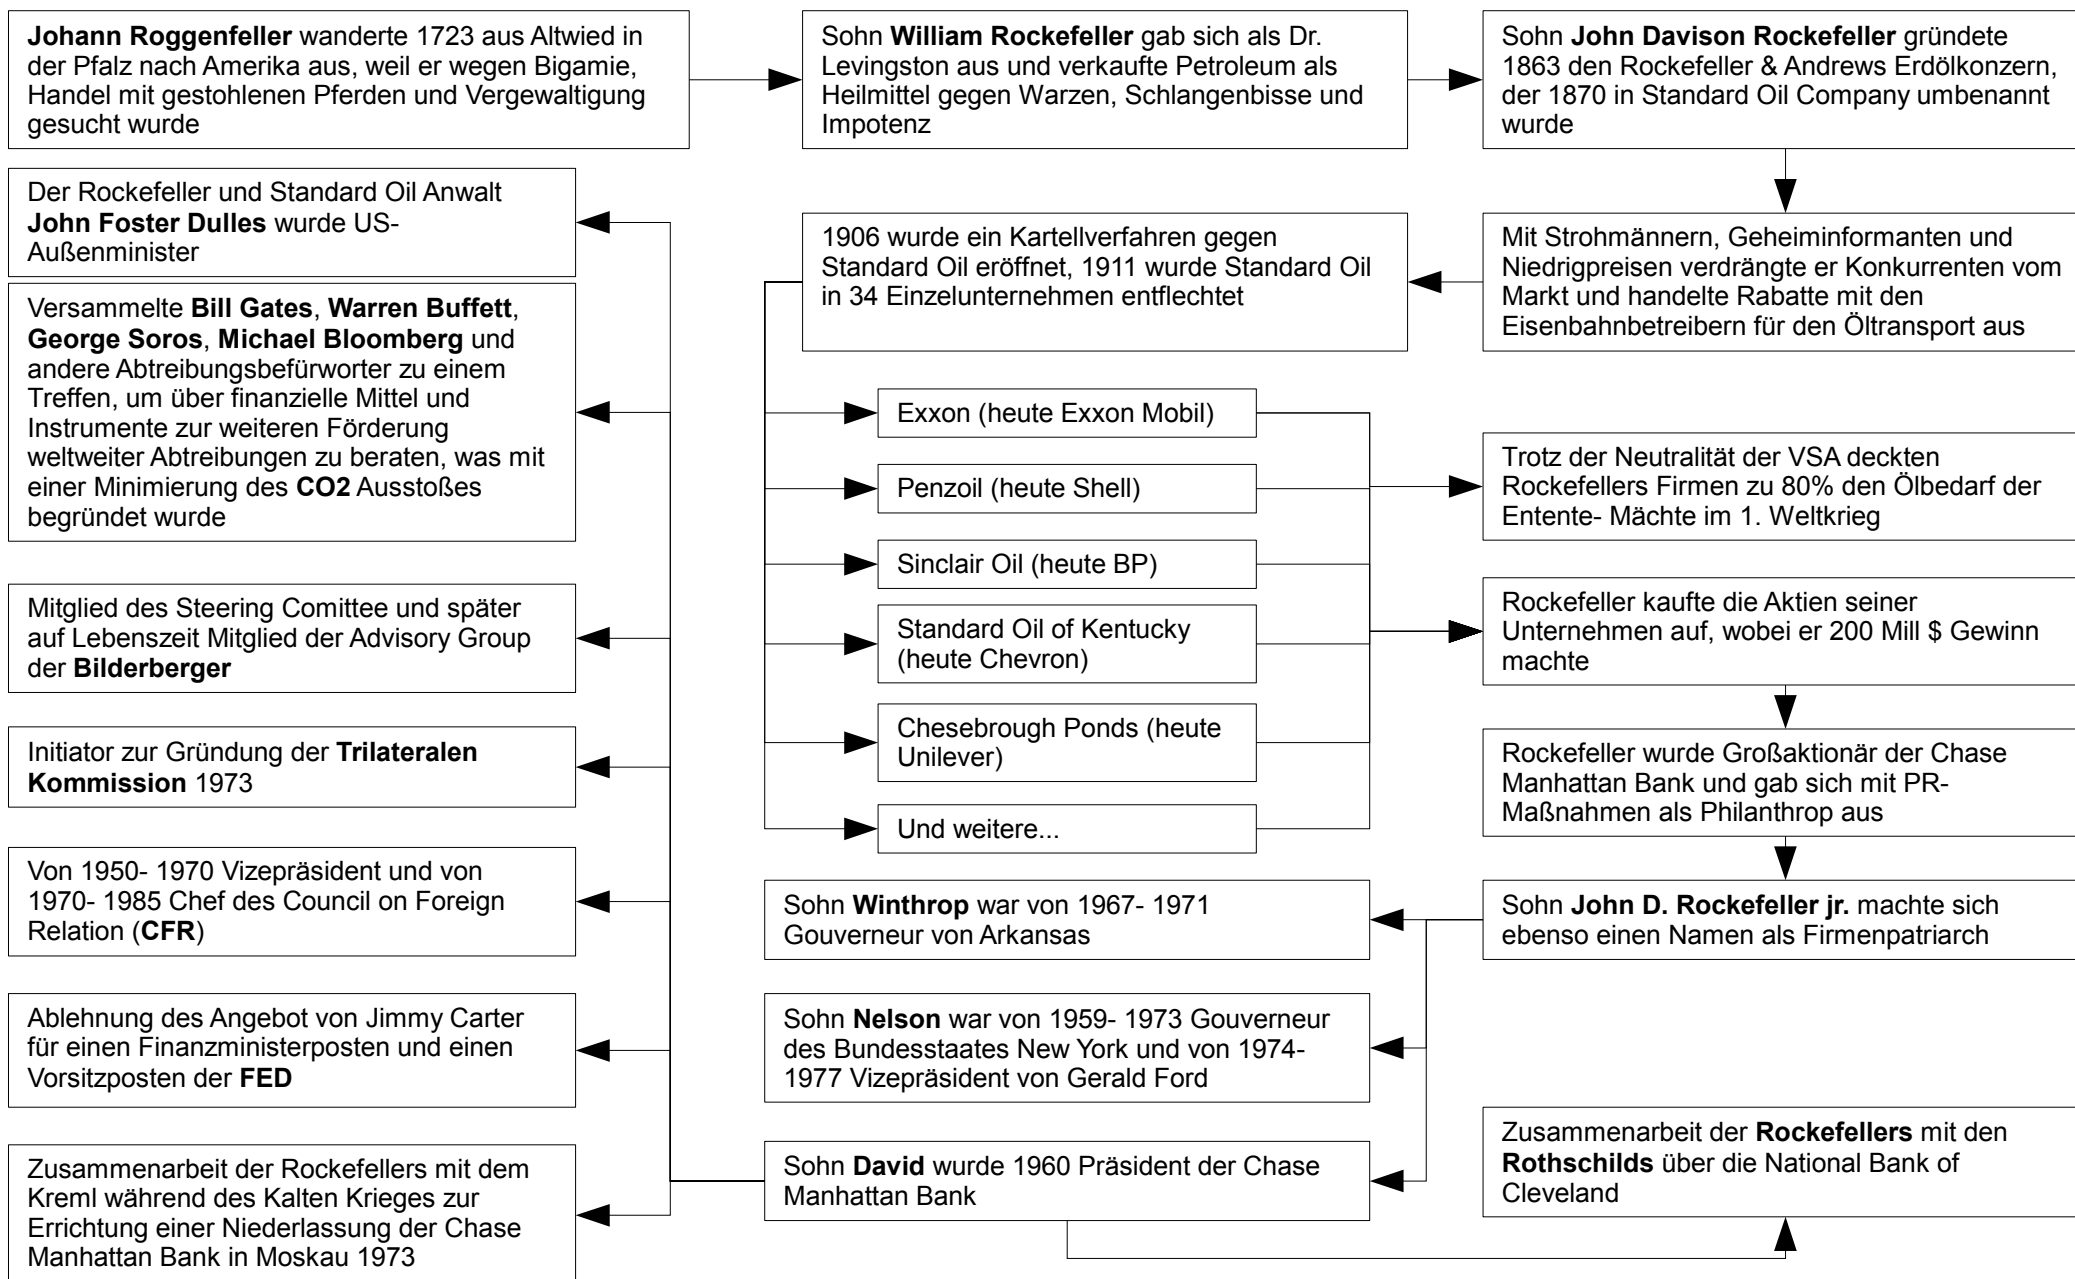 Johann Roggenfeller wanderte 1723 aus Altwied in
der Pfalz nach Amerika aus, weil er wegen Bigamie,
Handel mit gestohlenen Pferden und Vergewaltigung
gesucht wurde
Sohn William Rockefeller gab sich als Dr.
Levingston aus und verkaufte Petroleum als
Heilmittel gegen Warzen, Schlangenbisse und
Impotenz
Sohn John Davison Rockefeller gründete
1863 den Rockefeller & Andrews Erdölkonzern,
der 1870 in Standard Oil Company umbenannt
wurde
Mit Strohmännern, Geheiminformanten und
Niedrigpreisen verdrängte er Konkurrenten vom
Markt und handelte Rabatte mit den
Eisenbahnbetreibern für den Öltransport aus
1906 wurde ein Kartellverfahren gegen
Standard Oil eröffnet, 1911 wurde Standard Oil
in 34 Einzelunternehmen entflechtet
Exxon (heute Exxon Mobil)
Penzoil (heute Shell)
Sinclair Oil (heute BP)
Standard Oil of Kentucky
(heute Chevron)
Chesebrough Ponds (heute
Unilever)
Und weitere...
Trotz der Neutralität der VSA deckten
Rockefellers Firmen zu 80% den Ölbedarf der
Entente- Mächte im 1. Weltkrieg
Rockefeller kaufte die Aktien seiner
Unternehmen auf, wobei er 200 Mill $ Gewinn
machte
Rockefeller wurde Großaktionär der Chase
Manhattan Bank und gab sich mit PR-
Maßnahmen als Philanthrop aus
Sohn John D. Rockefeller jr. machte sich
ebenso einen Namen als Firmenpatriarch
Sohn Winthrop war von 1967- 1971
Gouverneur von Arkansas
Sohn Nelson war von 1959- 1973 Gouverneur
des Bundesstaates New York und von 1974-
1977 Vizepräsident von Gerald Ford
Sohn David wurde 1960 Präsident der Chase
Manhattan Bank
Zusammenarbeit der Rockefellers mit den
Rothschilds über die National Bank of
Cleveland
Der Rockefeller und Standard Oil Anwalt
John Foster Dulles wurde US-
Außenminister
Versammelte Bill Gates, Warren Buffett,
George Soros, Michael Bloomberg und
andere Abtreibungsbefürworter zu einem
Treffen, um über finanzielle Mittel und
Instrumente zur weiteren Förderung
weltweiter Abtreibungen zu beraten, was mit
einer Minimierung des CO2 Ausstoßes
begründet wurde
Mitglied des Steering Comittee und später
auf Lebenszeit Mitglied der Advisory Group
der Bilderberger
Initiator zur Gründung der Trilateralen
Kommission 1973
Von 1950- 1970 Vizepräsident und von
1970- 1985 Chef des Council on Foreign
Relation (CFR)
Ablehnung des Angebot von Jimmy Carter
für einen Finanzministerposten und einen
Vorsitzposten der FED
Zusammenarbeit der Rockefellers mit dem
Kreml während des Kalten Krieges zur
Errichtung einer Niederlassung der Chase
Manhattan Bank in Moskau 1973